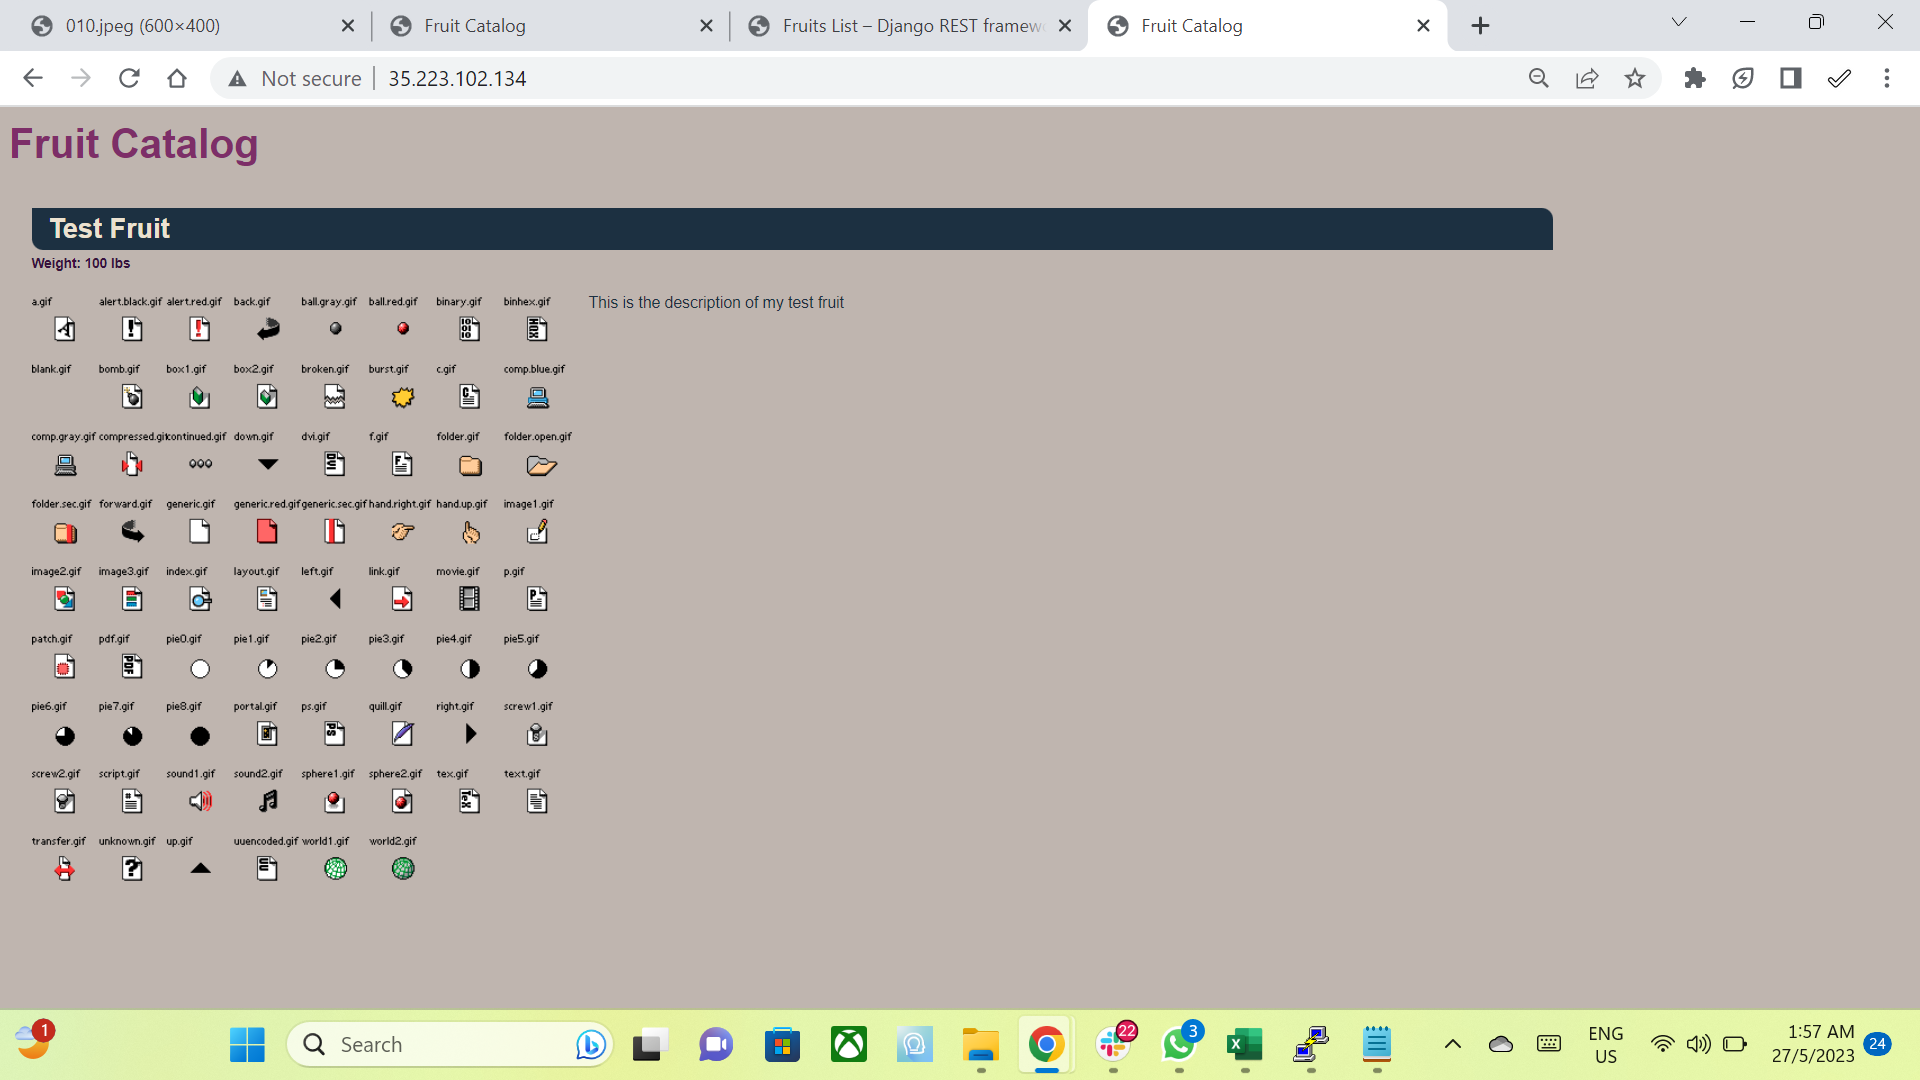 010.jpeg (600×400)
Fruit Catalog
Fruits List – Django REST framew
Fruit Catalog
Not secure
35.223.102.134
Fruit Catalog
Test Fruit
Weight: 100 lbs
a.gif alert.black.gif alert.red.gif back.gif ball.gray.gif ball.red.gif binary.gif binhex.gif
This is the description of my test fruit
blank.gif bomb.gif box1.gif box2.gif broken.gif burst.gif c.gif comp.blue.gif
comp.gray.gif compressed.gif continued.gif down.gif dvi.gif f.gif folder.gif folder.open.gif
folder.sec.gif forward.gif generic.gif generic.red.gif generic.sec.gif hand.right.gif hand.up.gif image1.gif
image2.gif image3.gif index.gif layout.gif left.gif link.gif movie.gif p.gif
patch.gif pdf.gif pie0.gif pie1.gif pie2.gif pie3.gif pie4.gif pie5.gif
pie6.gif pie7.gif pie8.gif portal.gif ps.gif quill.gif right.gif screw1.gif
screw2.gif script.gif sound1.gif sound2.gif sphere1.gif sphere2.gif tex.gif text.gif
transfer.gif unknown.gif up.gif uuencoded.gif world1.gif world2.gif
1
Search
22
3
ENG
US
1:57 AM
27/5/2023
24